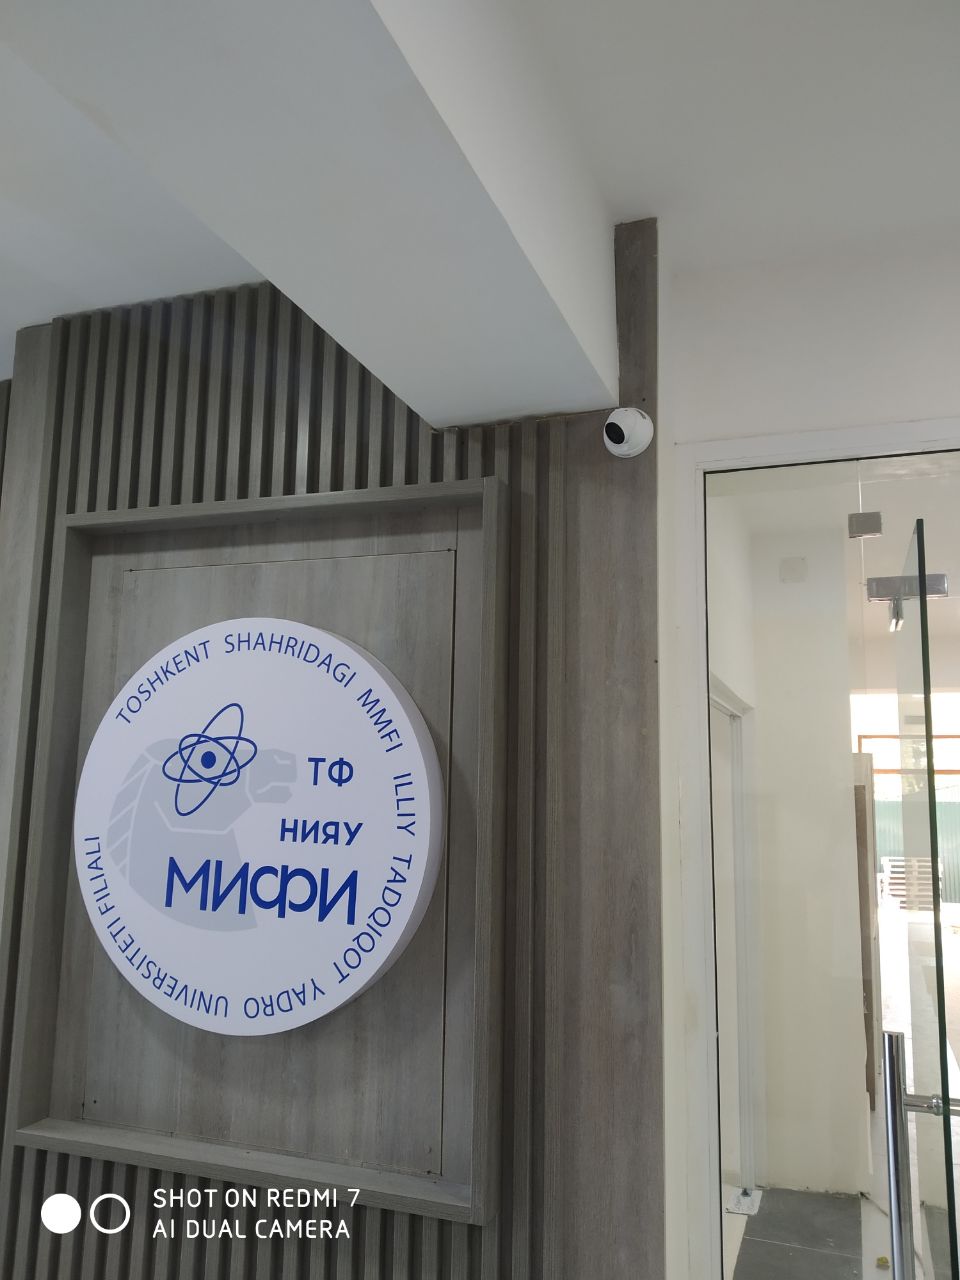 TOSHKENT SHAHRIDAGI MMFI ILLIY TADQIQOT YADRO UNIVERSITETI FILIALI
ТФ
НИЯУ
МИФИ
SHOT ON REDMI 7
AI DUAL CAMERA